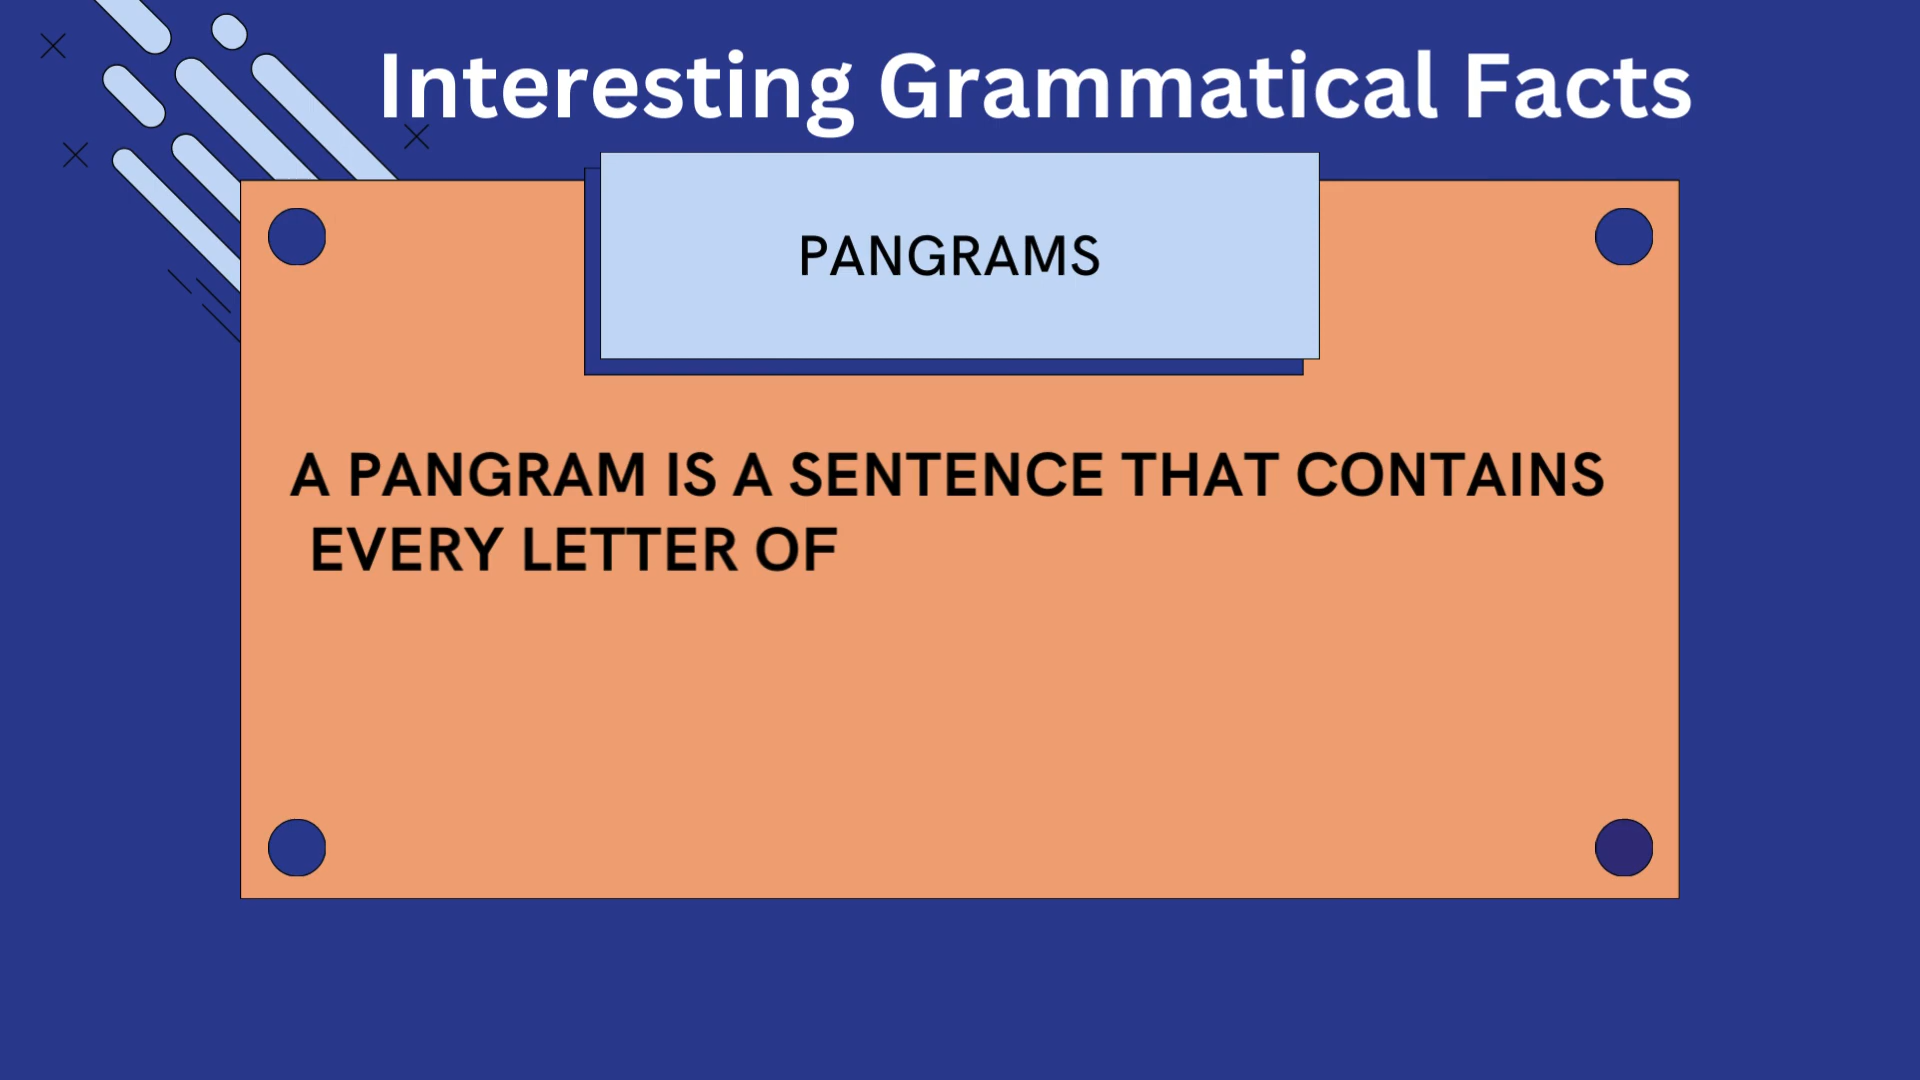 Interesting Grammatical Facts
PANGRAMS
A PANGRAM IS A SENTENCE THAT CONTAINS
EVERY LETTER OF